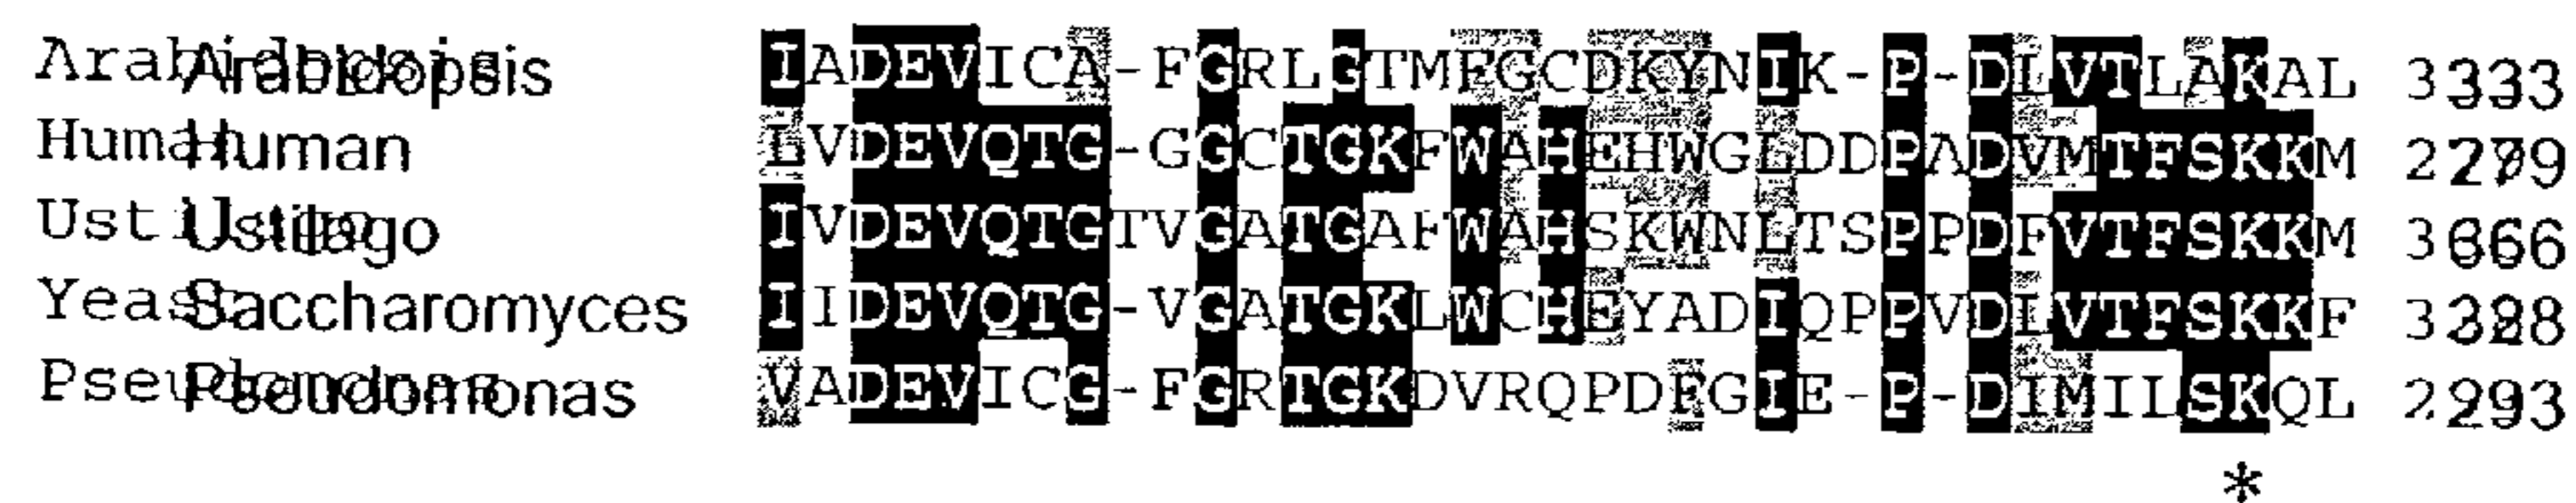 Arabidopsis IADEVICA-FGRLGTMFGCDKYNIK-P-DLVTLAKAL 333
Human LVDEVQTG-GGCTGKFWAHEHWGLDDPADVMTFSKKM 279
Ustilago IVDEVQTGTVGATGAFWAHSKWNLTSPPDFVTFSKKM 366
Saccharomyces IIDEVQTG-VGATGKLWCHEYADIQPPVDLVTFSKKF 328
Pseudomonas VADEVICG-FGRTGKDVRQPDFGIE-P-DIMILSKQL 293
*